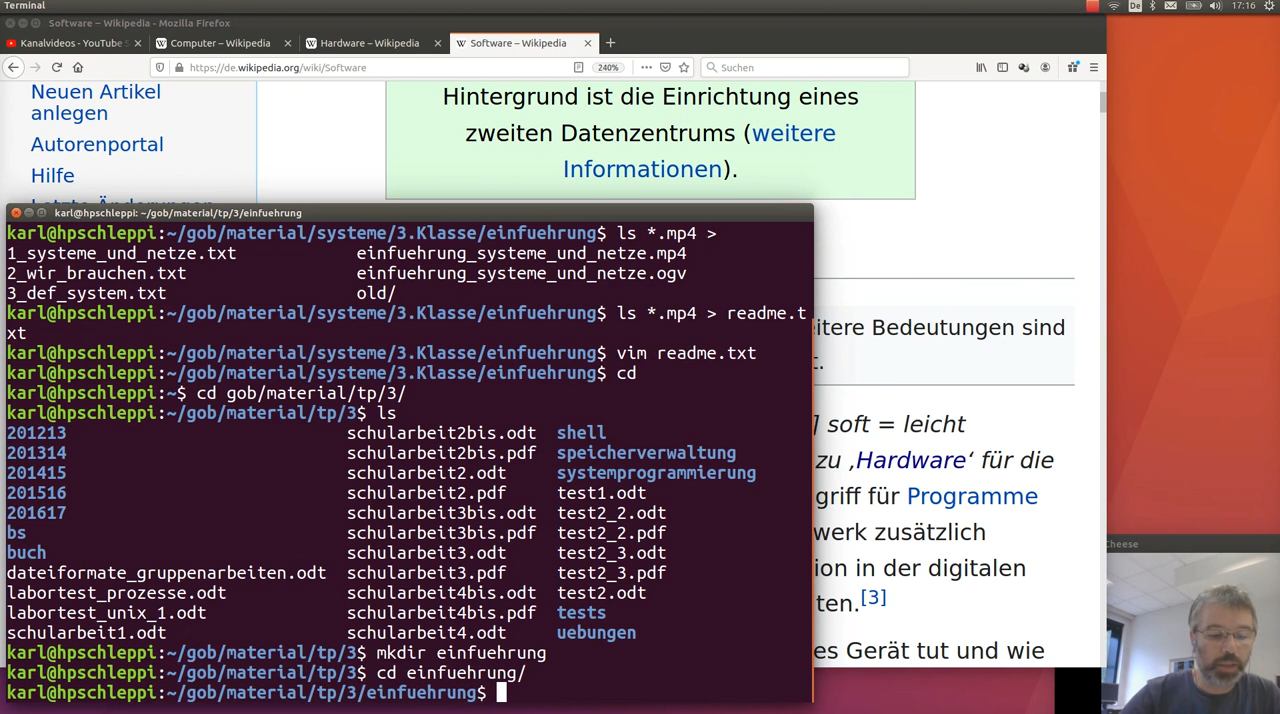 Terminal
De
17:16
Software – Wikipedia - Mozilla Firefox
Kanalvideos - YouTube S
Computer – Wikipedia
Hardware – Wikipedia
Software – Wikipedia
https://de.wikipedia.org/wiki/Software
240%
Suchen
Neuen Artikel
anlegen
Autorenportal
Hilfe
Letzte Änderungen
Hintergrund ist die Einrichtung eines
zweiten Datenzentrums (weitere
Informationen).
karl@hpschleppi: ~/gob/material/tp/3/einfuehrung
karl@hpschleppi:~/gob/material/systeme/3.Klasse/einfuehrung$ ls *.mp4 >
1_systeme_und_netze.txt einfuehrung_systeme_und_netze.mp4
2_wir_brauchen.txt einfuehrung_systeme_und_netze.ogv
3_def_system.txt old/
karl@hpschleppi:~/gob/material/systeme/3.Klasse/einfuehrung$ ls *.mp4 > readme.t
xt
karl@hpschleppi:~/gob/material/systeme/3.Klasse/einfuehrung$ vim readme.txt
karl@hpschleppi:~/gob/material/systeme/3.Klasse/einfuehrung$ cd
karl@hpschleppi:~$ cd gob/material/tp/3/
karl@hpschleppi:~/gob/material/tp/3$ ls
201213 schularbeit2bis.odt shell
201314 schularbeit2bis.pdf speicherverwaltung
201415 schularbeit2.odt systemprogrammierung
201516 schularbeit2.pdf test1.odt
201617 schularbeit3bis.odt test2_2.odt
bs schularbeit3bis.pdf test2_2.pdf
buch schularbeit3.odt test2_3.odt
dateiformate_gruppenarbeiten.odt schularbeit3.pdf test2_3.pdf
labortest_prozesse.odt schularbeit4bis.odt test2.odt
labortest_unix_1.odt schularbeit4bis.pdf tests
schularbeit1.odt schularbeit4.odt uebungen
karl@hpschleppi:~/gob/material/tp/3$ mkdir einfuehrung
karl@hpschleppi:~/gob/material/tp/3$ cd einfuehrung/
karl@hpschleppi:~/gob/material/tp/3/einfuehrung$
eitere Bedeutungen sind
t.
] soft = leicht
zu ‚Hardware‘ für die
griff für Programme
werk zusätzlich
ion in der digitalen
ten.[3]
es Gerät tut und wie
Cheese